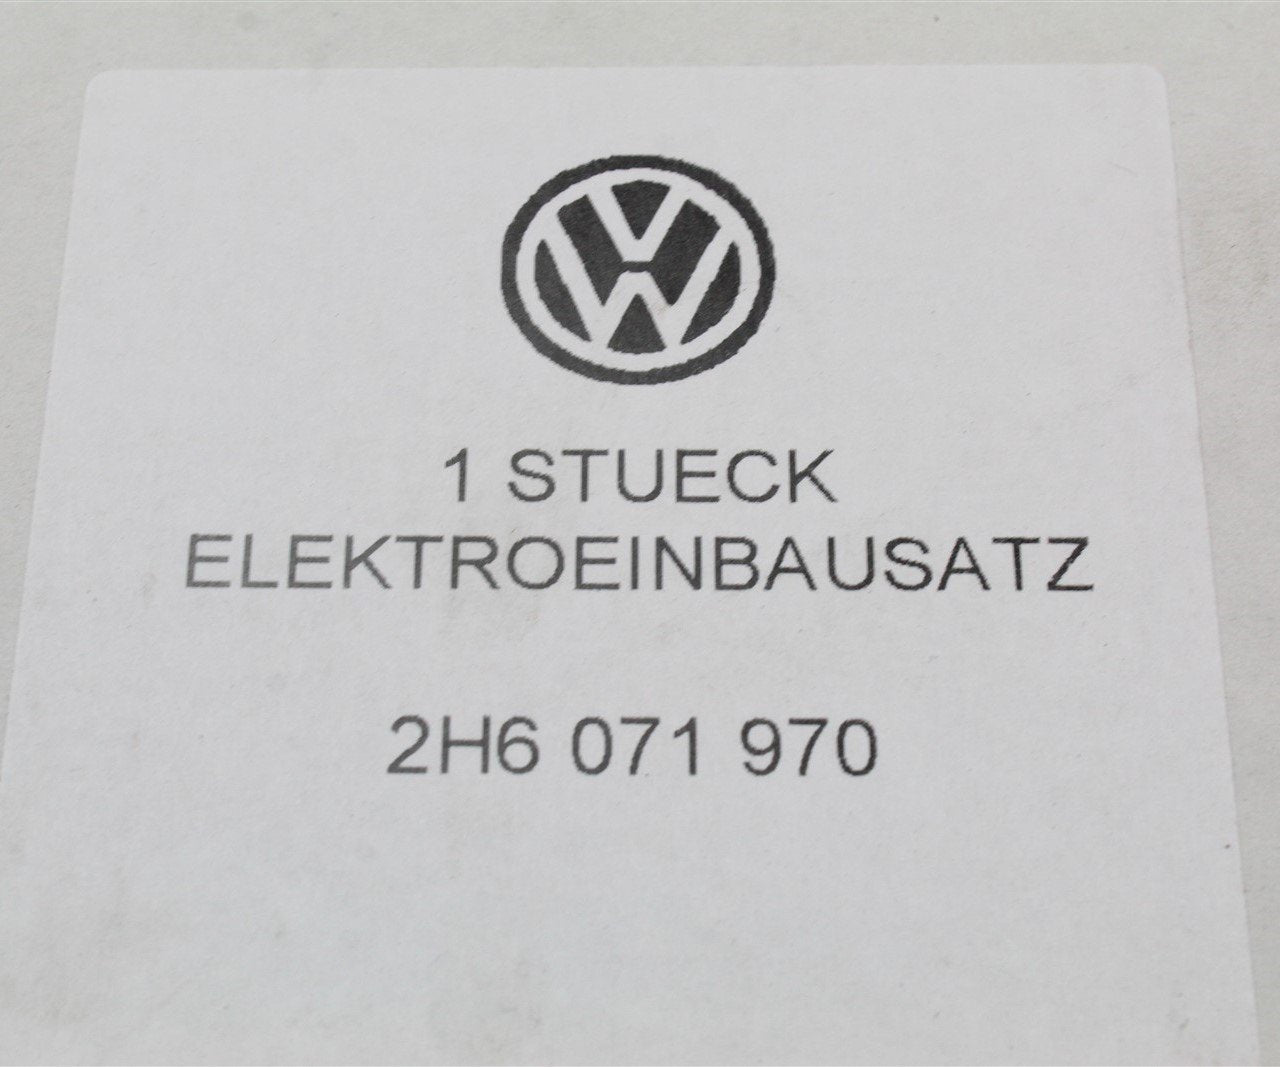 1 STUECK
ELEKTROEINBAUSATZ
2H6 071 970